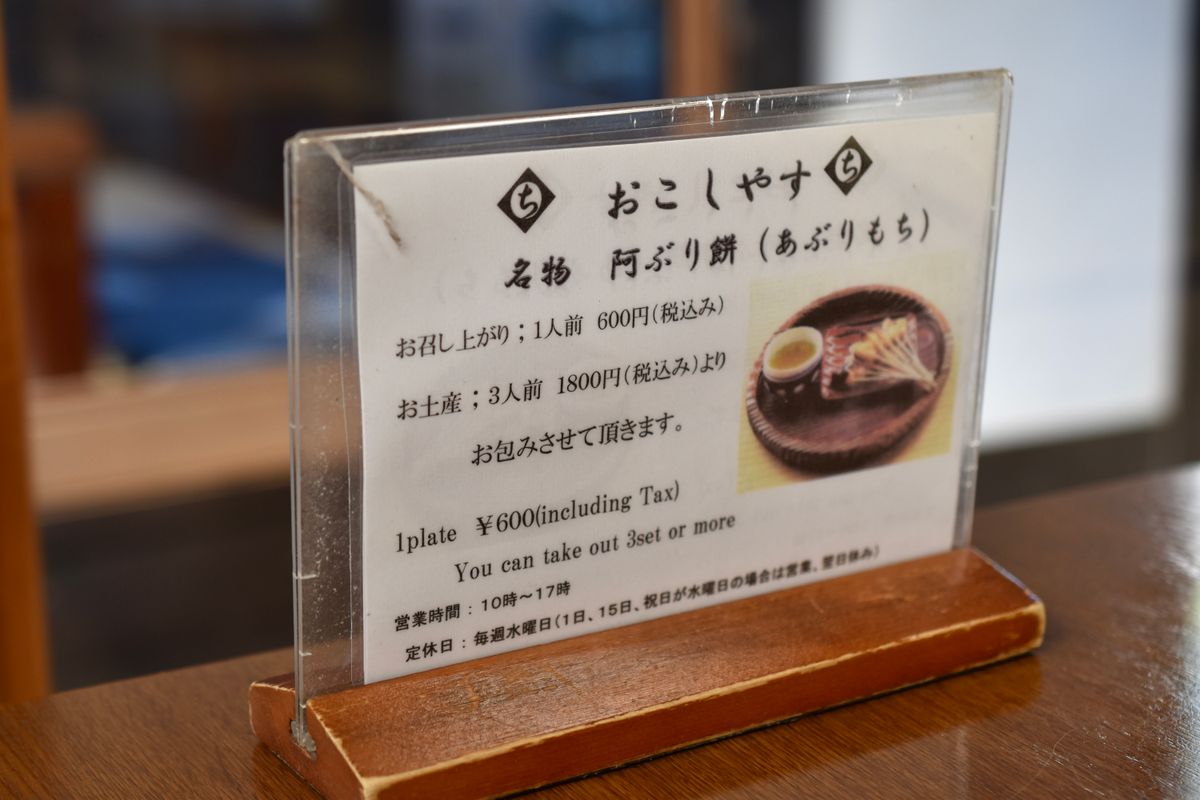 ち おこしやす ち
名物 阿ぶり餅(あぶりもち)
お召し上がり;1人前 600円(税込み)
お土産;3人前 1800円(税込み)より
お包みさせて頂きます。
1plate ¥600(including Tax)
You can take out 3set or more
営業時間:10時〜17時
定休日:毎週水曜日(1日、15日、祝日が水曜日の場合は営業、翌日休み)